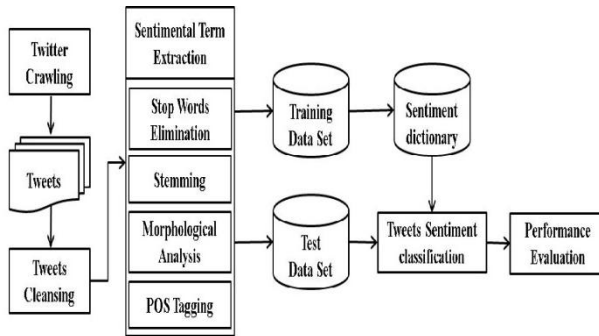 Twitter
Crawling
Tweets
Tweets
Cleansing
Sentimental Term
Extraction
Stop Words
Elimination
Stemming
Morphological
Analysis
POS Tagging
Training
Data Set
Test
Data Set
Sentiment
dictionary
Tweets Sentiment
classification
Performance
Evaluation